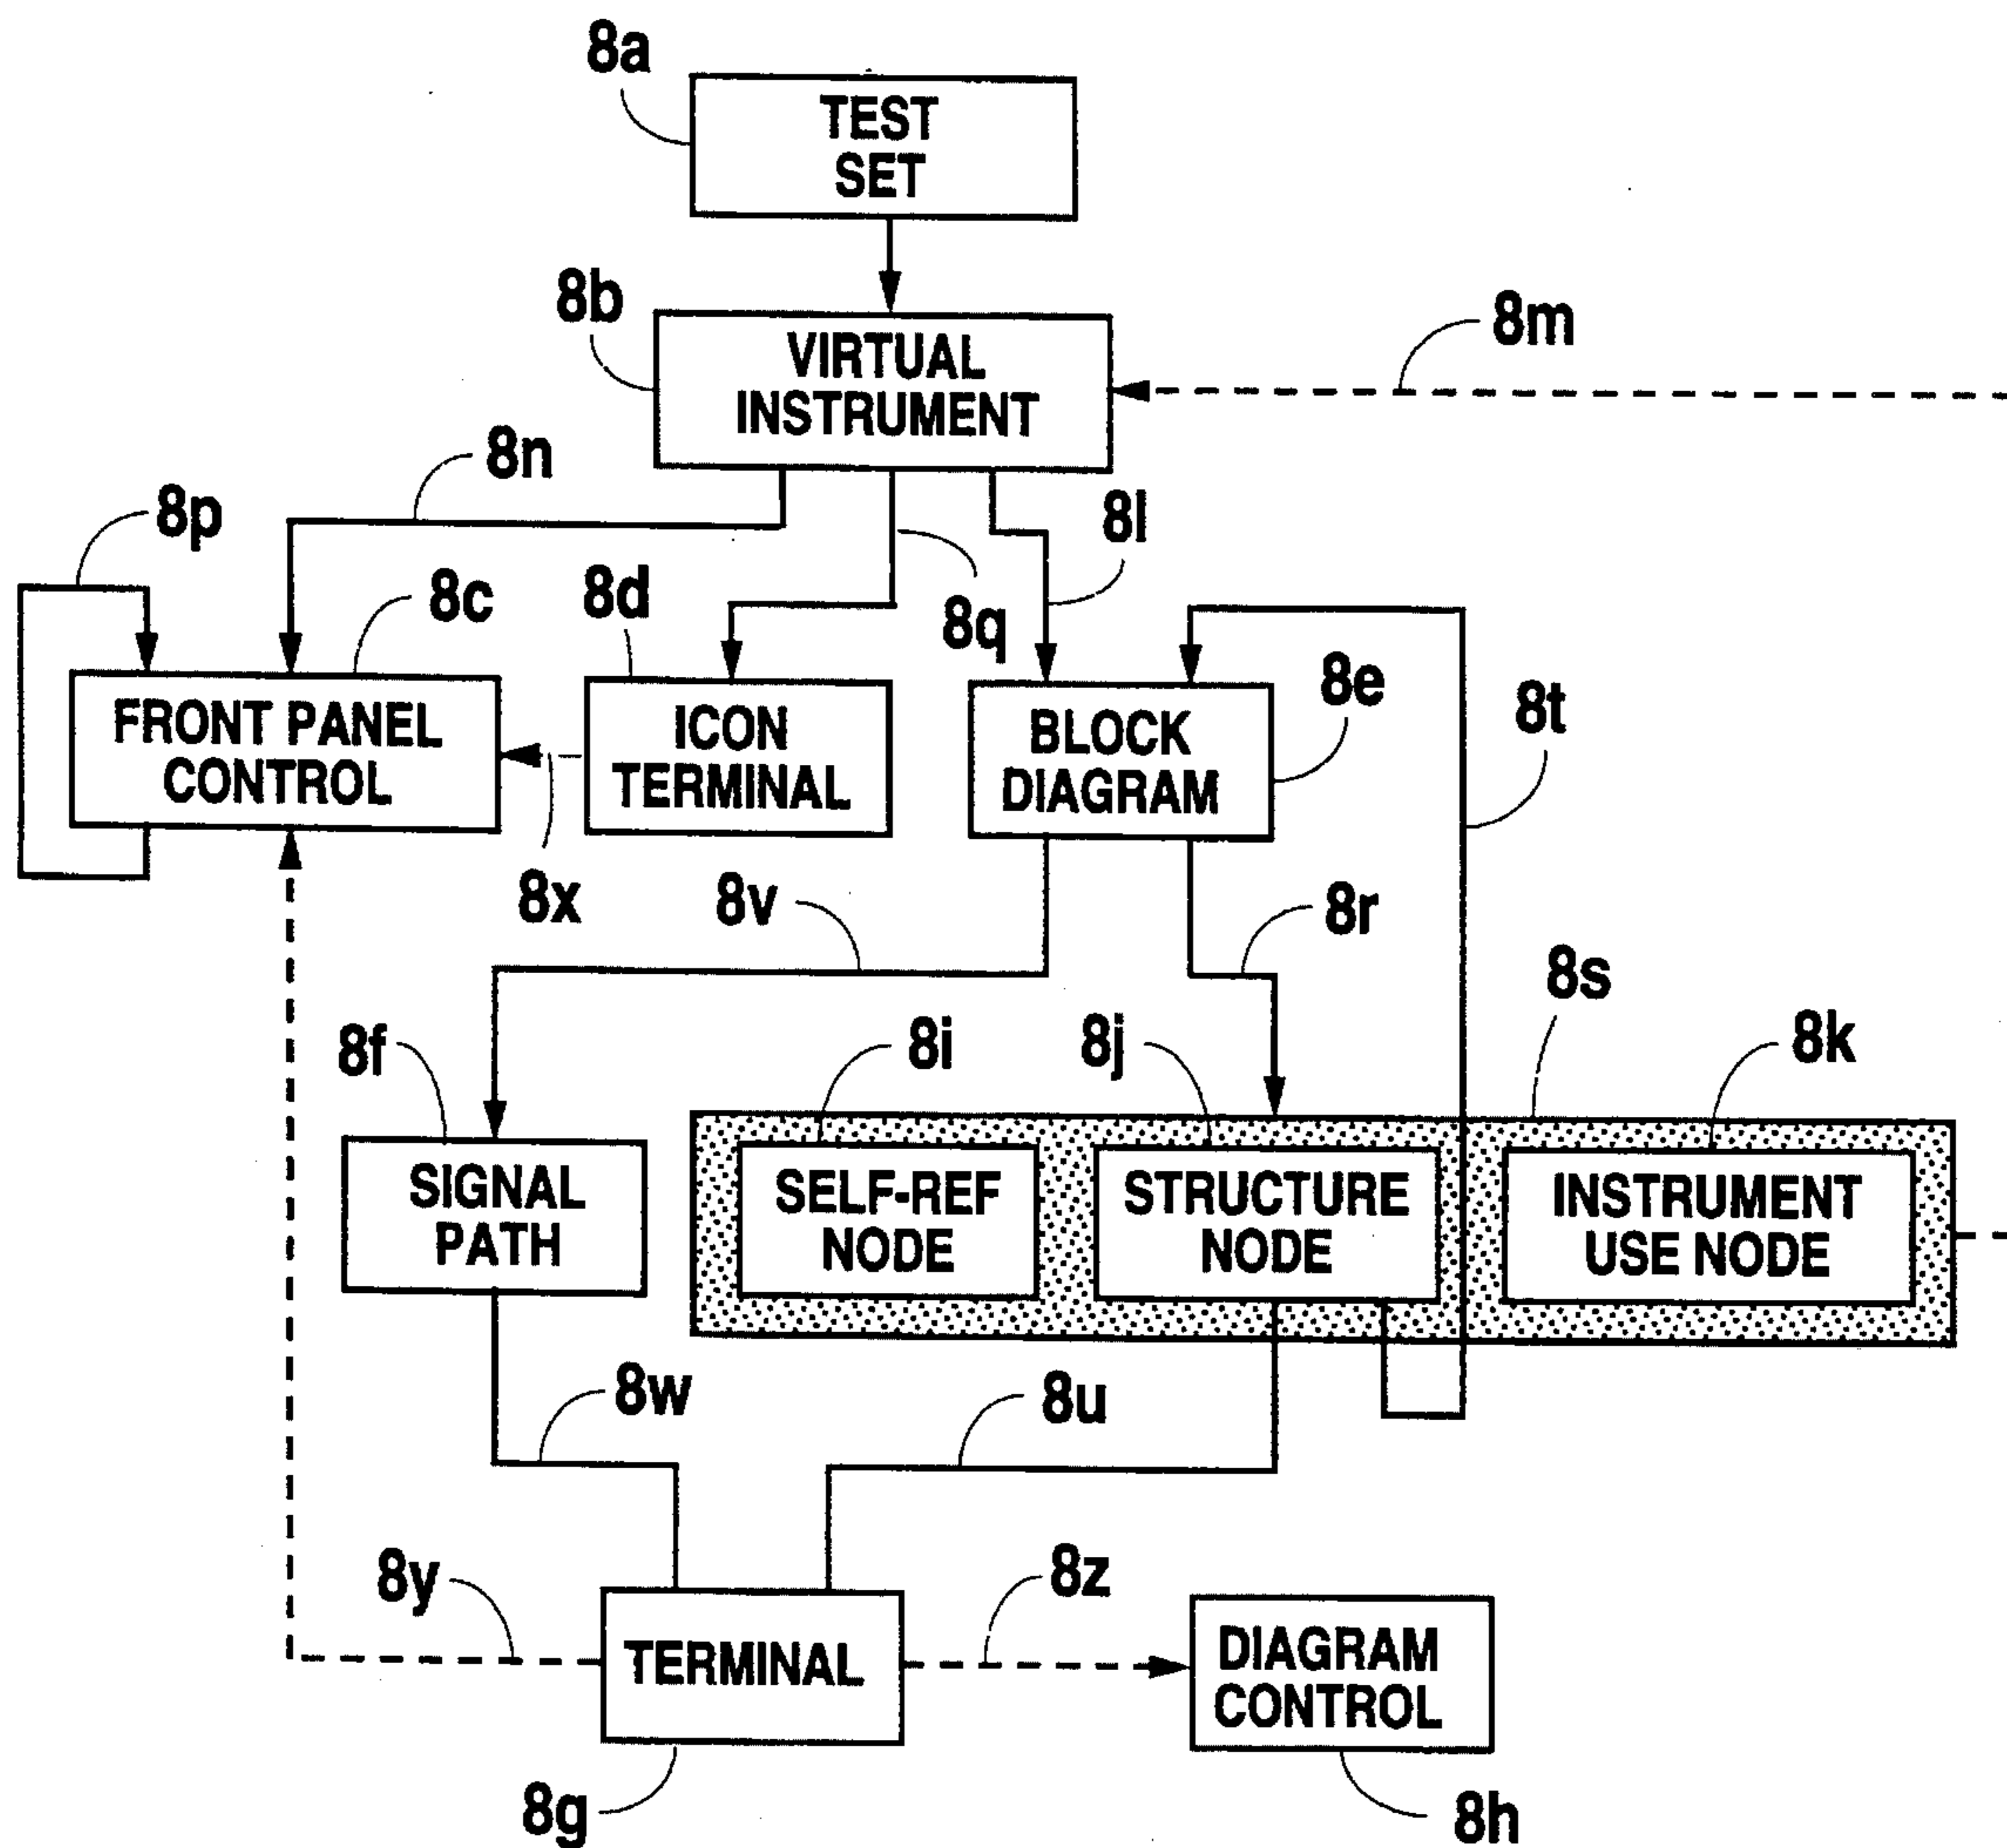 8a
TEST
SET
8b
VIRTUAL
INSTRUMENT
8m
8n
8p
8l
8c
8d
8q
8e
8t
FRONT PANEL
CONTROL
ICON
TERMINAL
BLOCK
DIAGRAM
8x
8v
8r
8s
8f
8i
8j
8k
SIGNAL
PATH
SELF-REF
NODE
STRUCTURE
NODE
INSTRUMENT
USE NODE
8w
8u
8y
8z
TERMINAL
DIAGRAM
CONTROL
8g
8h